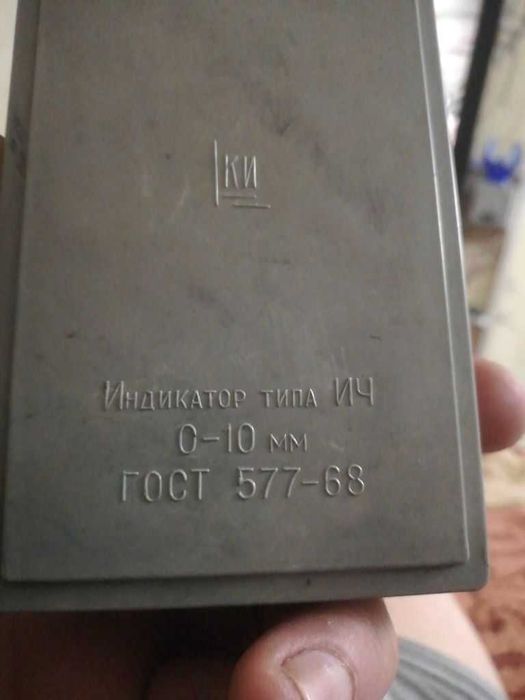 КИ
Индикатор типа ИЧ
0-10 мм
ГОСТ 577-68